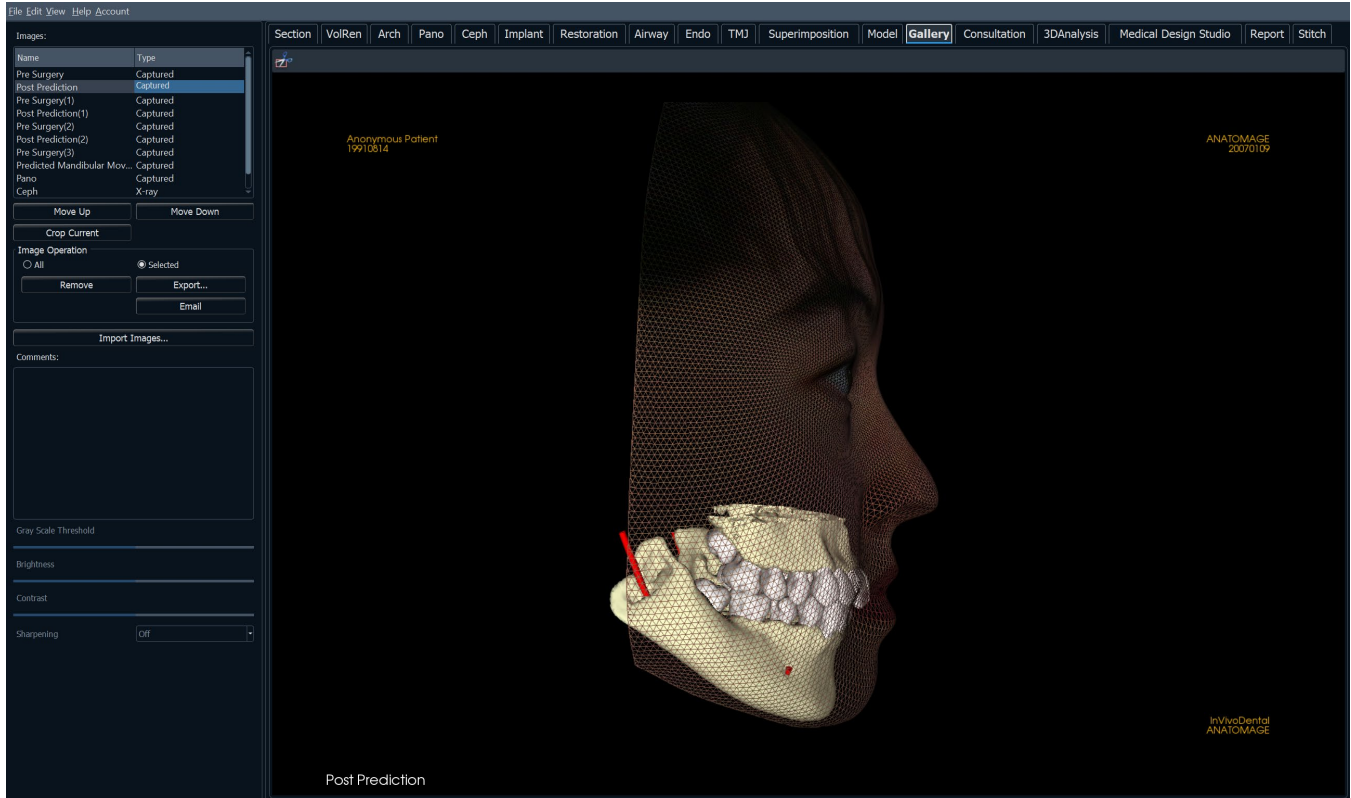 File Edit View Help Account
Section VolRen Arch Pano Ceph Implant Restoration Airway Endo TMJ Superimposition Model Gallery Consultation 3DAnalysis Medical Design Studio Report Stitch
Images:
Name Type
Pre Surgery Captured
Post Prediction Captured
Pre Surgery(1) Captured
Post Prediction(1) Captured
Pre Surgery(2) Captured
Post Prediction(2) Captured
Pre Surgery(3) Captured
Predicted Mandibular Mov... Captured
Pano Captured
Ceph X-ray
Move Up Move Down
Crop Current
Image Operation
All Selected
Remove Export...
Email
Import Images...
Comments:
Gray Scale Threshold
Brightness
Contrast
Sharpening Off
Anonymous Patient
19910814
ANATOMAGE
20070109
InVivoDental
ANATOMAGE
Post Prediction